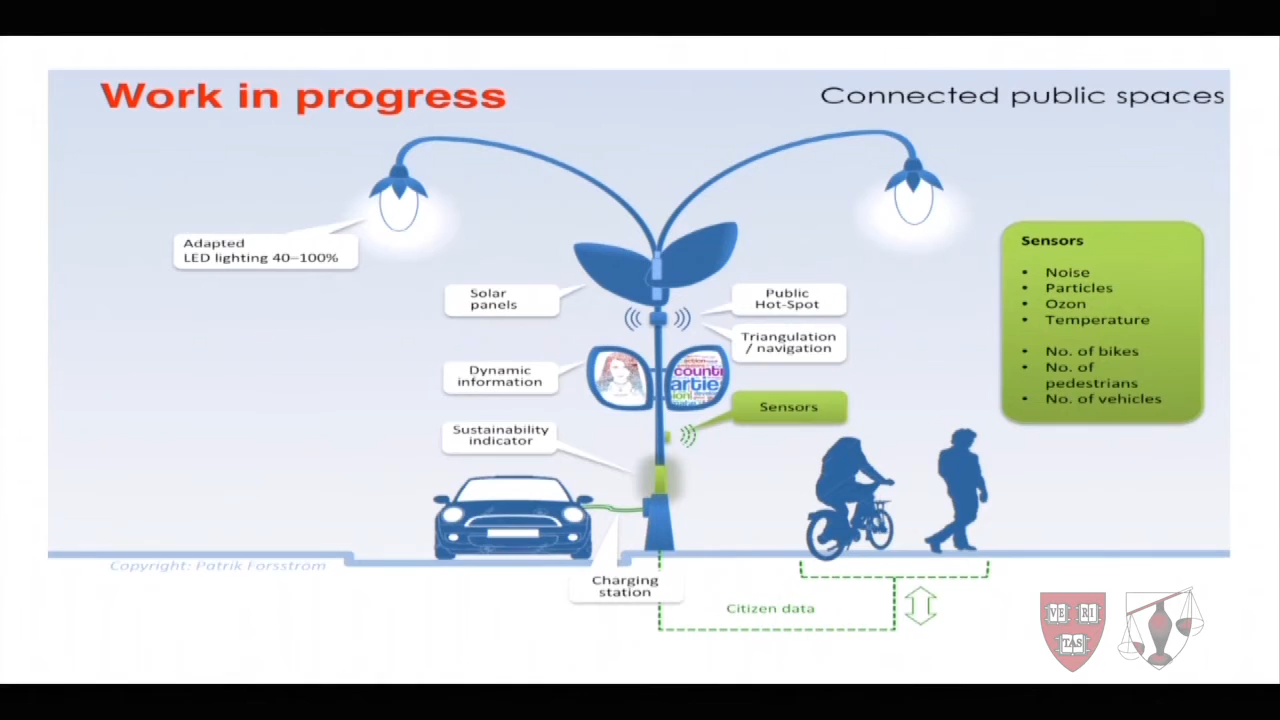 Work in progress
Connected public spaces
Adapted
LED lighting 40–100%
Solar
panels
Public
Hot-Spot
Triangulation
/ navigation
Dynamic
information
counti
artie
Sensors
Sustainability
indicator
Sensors
• Noise
• Particles
• Ozon
• Temperature
• No. of bikes
• No. of
pedestrians
• No. of vehicles
Copyright: Patrik Forsström
Charging
station
Citizen data
VE RI
TAS